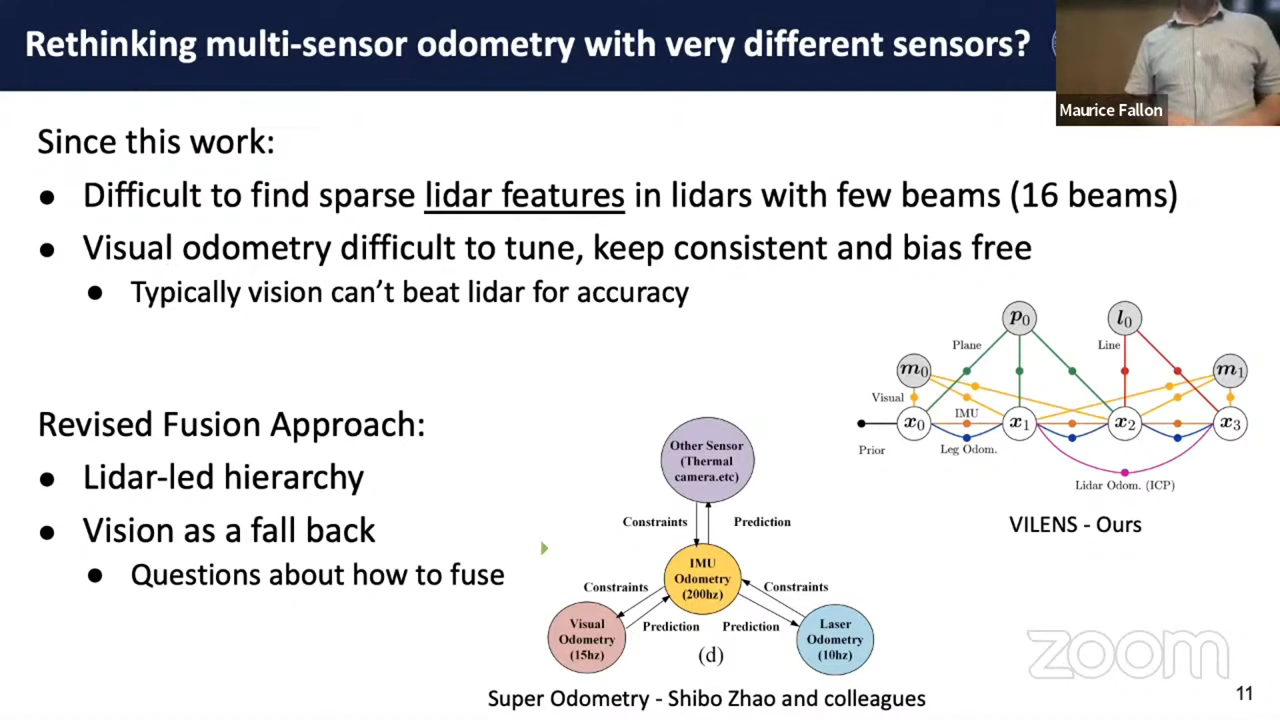 Rethinking multi-sensor odometry with very different sensors?
Maurice Fallon
Since this work:
● Difficult to find sparse lidar features in lidars with few beams (16 beams)
● Visual odometry difficult to tune, keep consistent and bias free
● Typically vision can't beat lidar for accuracy
Revised Fusion Approach:
● Lidar-led hierarchy
● Vision as a fall back
● Questions about how to fuse
Other Sensor
(Thermal
camera.etc)
Constraints
Prediction
IMU
Odometry
(200hz)
Constraints
Constraints
Prediction
Prediction
Visual
Odometry
(15hz)
Laser
Odometry
(10hz)
(d)
Super Odometry - Shibo Zhao and colleagues
p0
l0
Plane
Line
m0
m1
Visual
IMU
x0
x1
x2
x3
Prior
Leg Odom.
Lidar Odom. (ICP)
VILENS - Ours
zoom
11